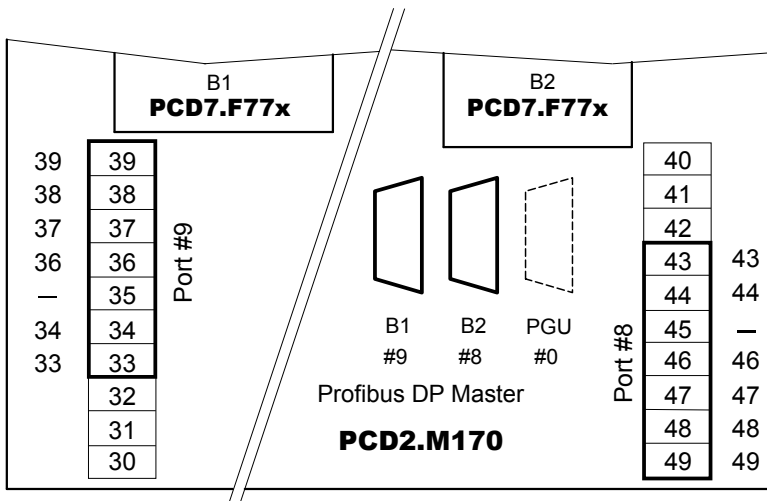 B1
PCD7.F77x
B2
PCD7.F77x
39 39
38 38
37 37
36 36
— 35
34 34
33 33
32
31
30
Port #9
B1 B2 PGU
#9 #8 #0
Profibus DP Master
PCD2.M170
Port #8
40
41
42
43 43
44 44
45 —
46 46
47 47
48 48
49 49